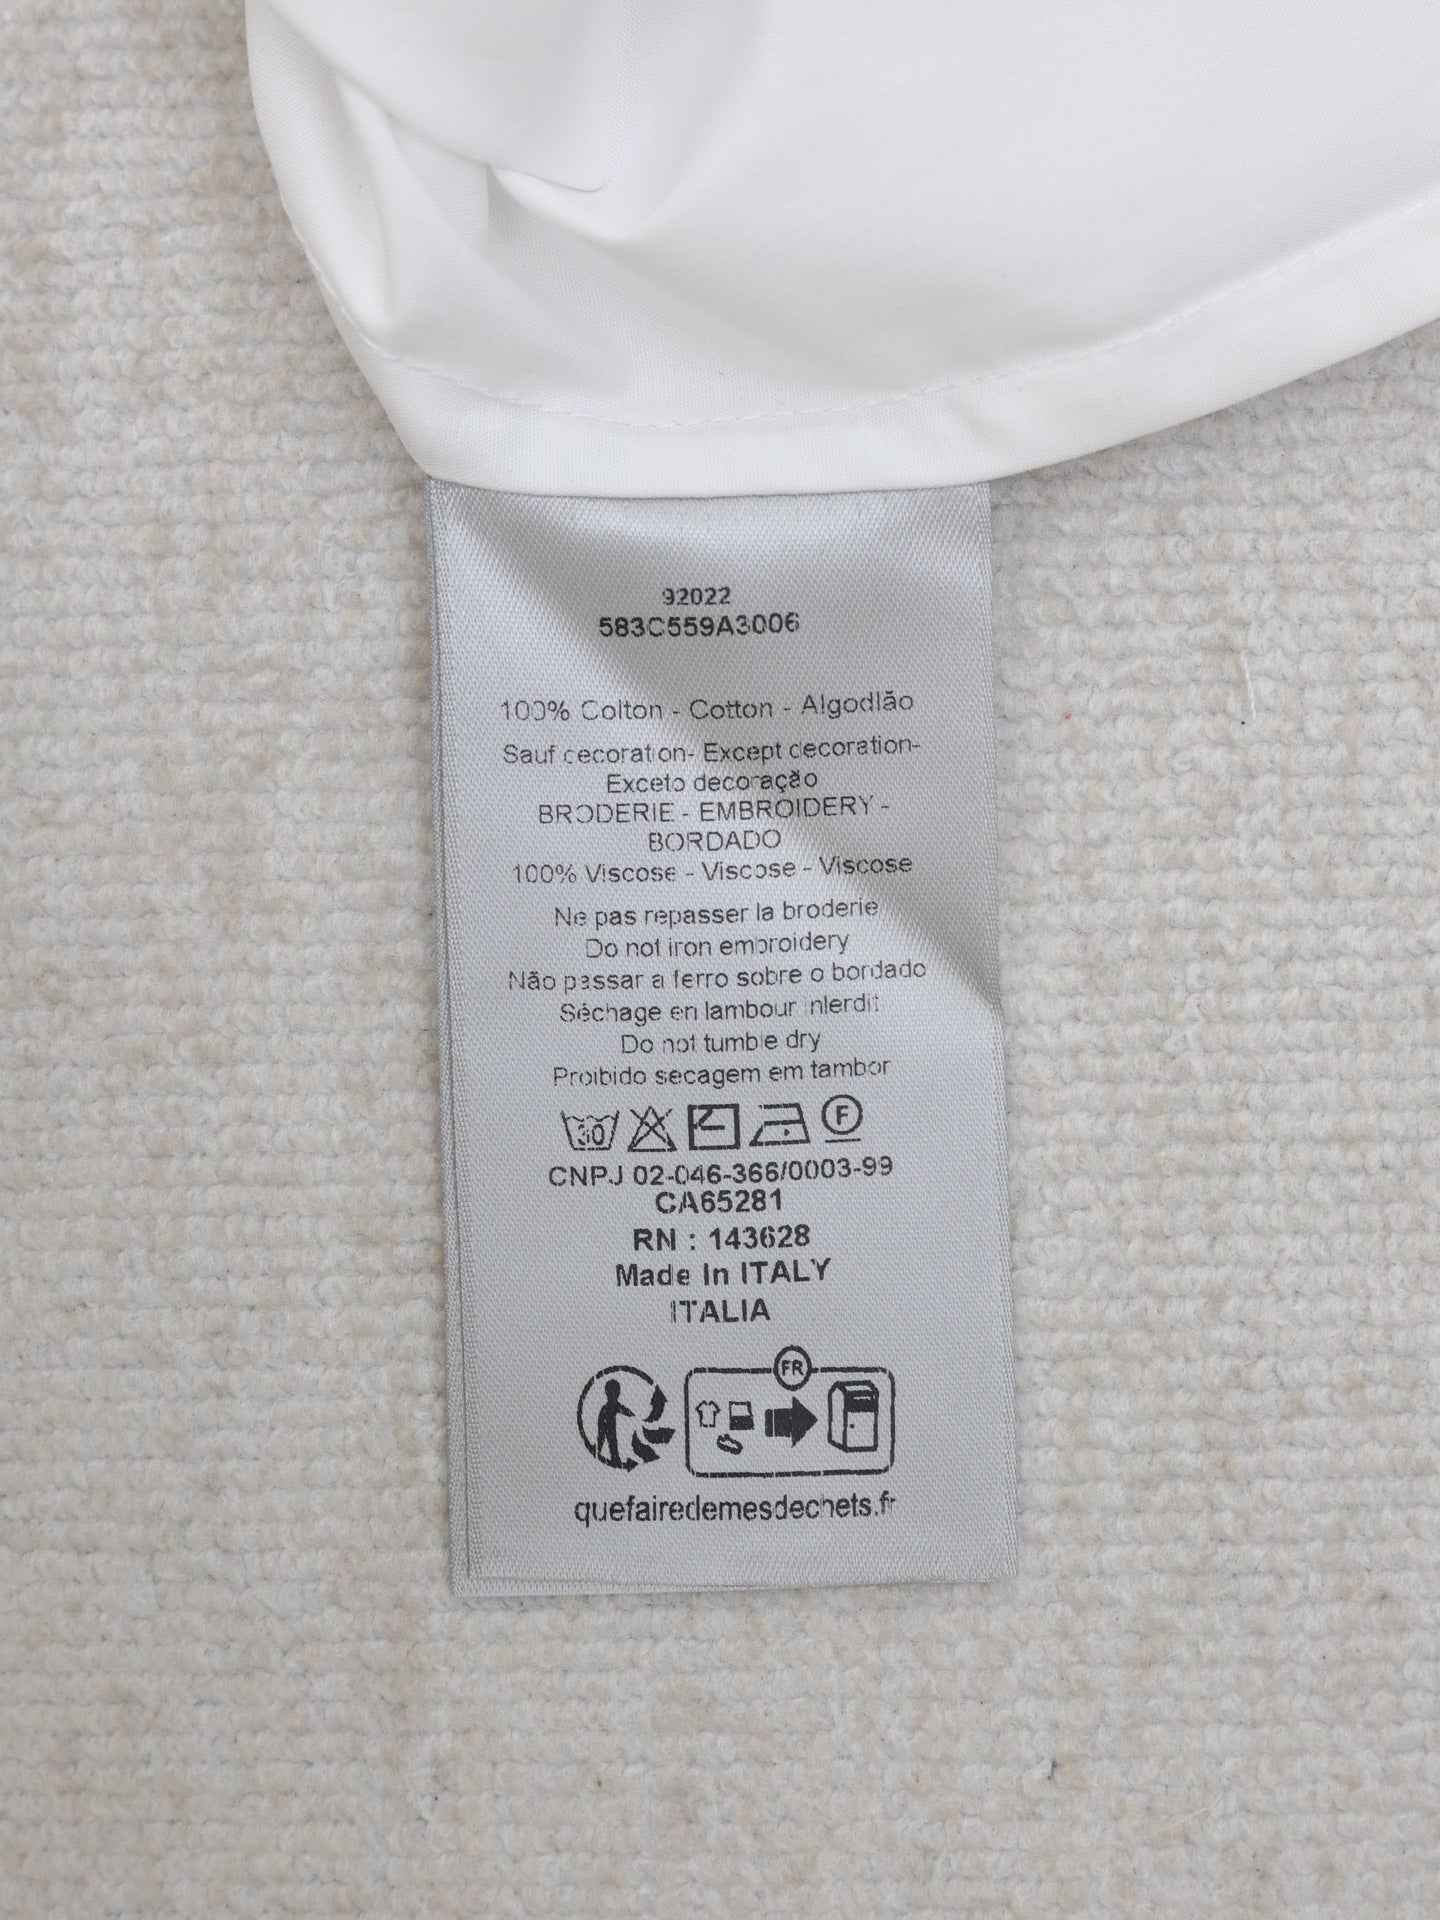 92022
583C559A3006
100% Colton - Cotton - Algodlão
Sauf decoration- Except decoration-
Exceto decoração
BRODERIE - EMBROIDERY -
BORDADO
100% Viscose - Viscose - Viscose
Ne pas repasser la broderie
Do not iron embroidery
Não passar a ferro sobre o bordado
Séchage en lambour inlerdit
Do not tumble dry
Proibido secagem em tambor
30 F
CNPJ 02-046-366/0003-99
CA65281
RN : 143628
Made In ITALY
ITALIA
FR
quefairedemesdechets.fr